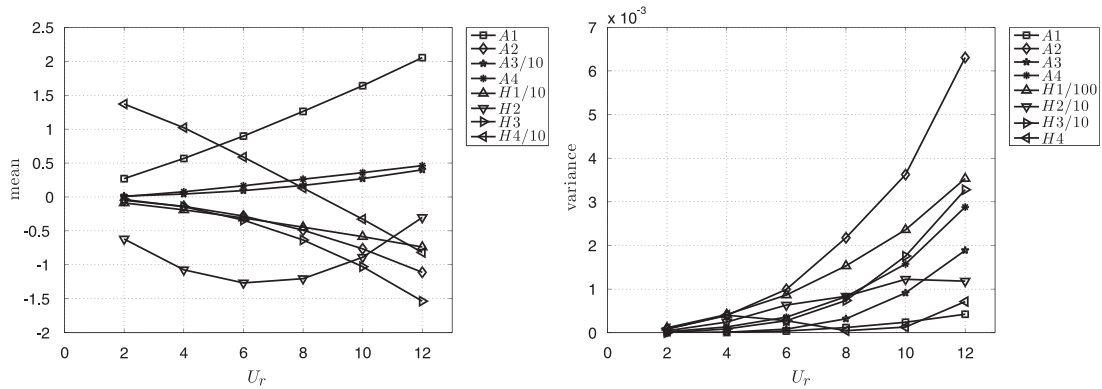 2.5
2
1.5
1
0.5
0
-0.5
-1
-1.5
-2
mean
0 2 4 6 8 10 12
U_r
A1
A2
A3/10
A4
H1/10
H2
H3
H4/10
x 10^-3
7
6
5
4
3
2
1
0
variance
0 2 4 6 8 10 12
U_r
A1
A2
A3
A4
H1/100
H2/10
H3/10
H4